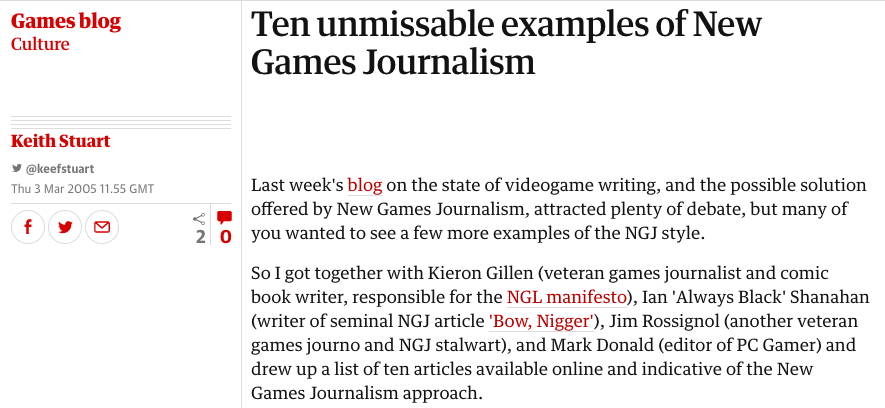 Games blog
Culture
Ten unmissable examples of New
Games Journalism
Keith Stuart
@keefstuart
Thu 3 Mar 2005 11.55 GMT
2
0
Last week's blog on the state of videogame writing, and the possible solution
offered by New Games Journalism, attracted plenty of debate, but many of
you wanted to see a few more examples of the NGJ style.
So I got together with Kieron Gillen (veteran games journalist and comic
book writer, responsible for the NGL manifesto), Ian 'Always Black' Shanahan
(writer of seminal NGJ article 'Bow, Nigger'), Jim Rossignol (another veteran
games journo and NGJ stalwart), and Mark Donald (editor of PC Gamer) and
drew up a list of ten articles available online and indicative of the New
Games Journalism approach.